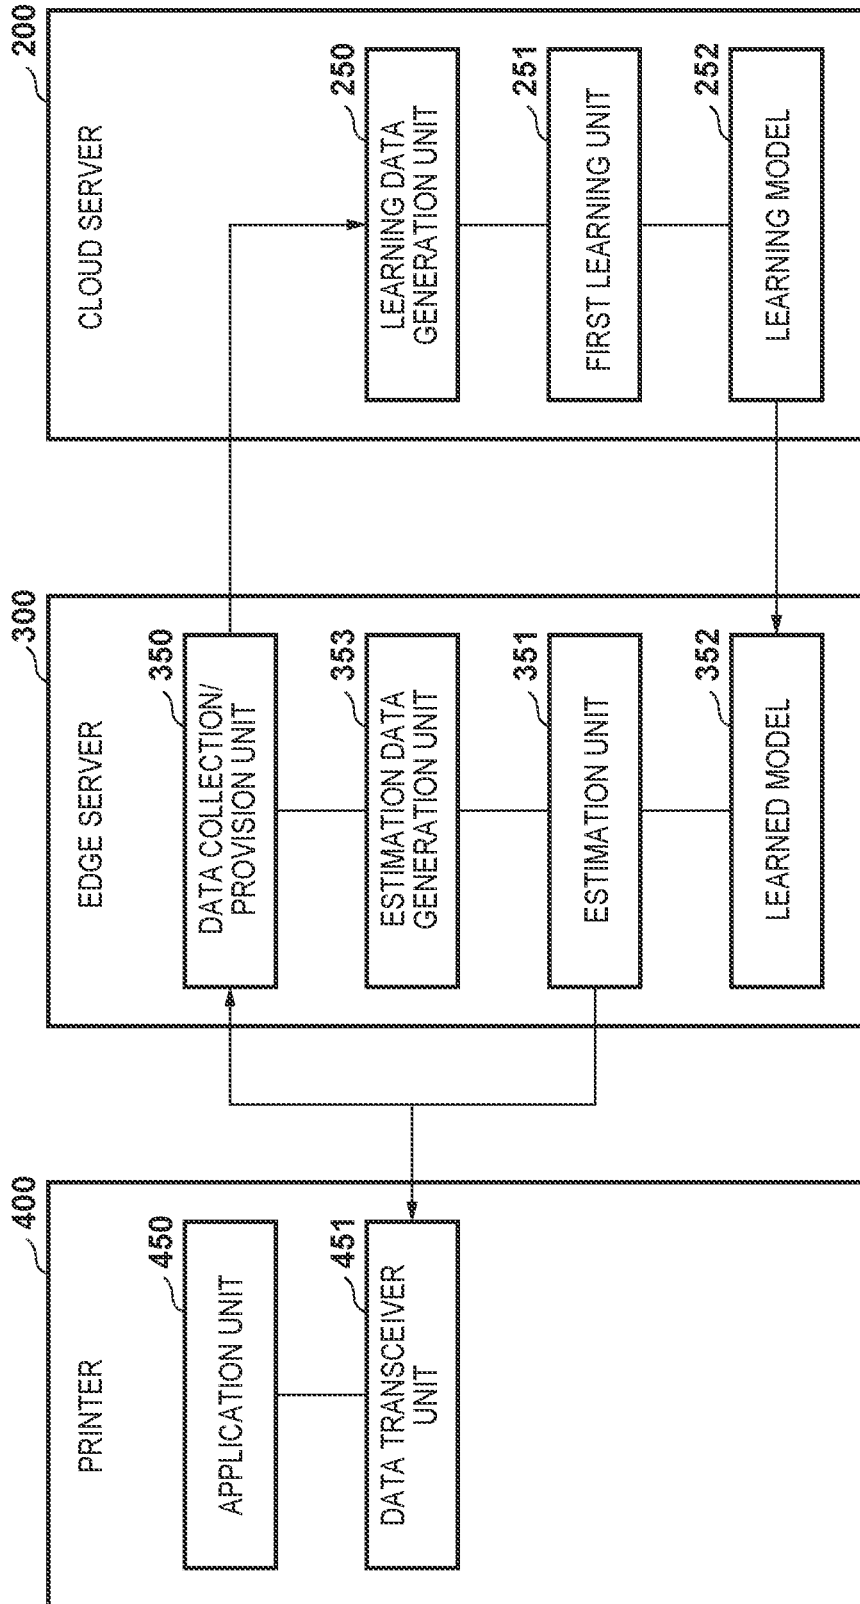 400
PRINTER
450
APPLICATION UNIT
451
DATA TRANSCEIVER
UNIT
300
EDGE SERVER
350
DATA COLLECTION/
PROVISION UNIT
353
ESTIMATION DATA
GENERATION UNIT
351
ESTIMATION UNIT
352
LEARNED MODEL
200
CLOUD SERVER
250
LEARNING DATA
GENERATION UNIT
251
FIRST LEARNING UNIT
252
LEARNING MODEL